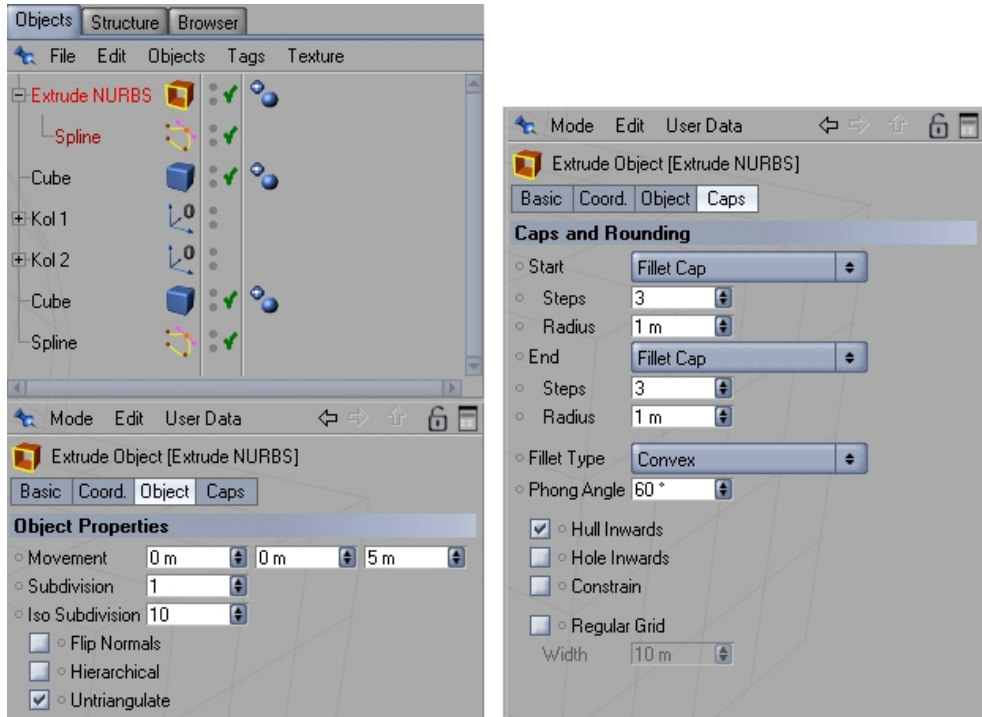 Objects Structure Browser
File Edit Objects Tags Texture
Extrude NURBS
Spline
Cube
Kol 1
Kol 2
Cube
Spline
Mode Edit User Data
Extrude Object [Extrude NURBS]
Basic Coord. Object Caps
Object Properties
Movement 0 m 0 m 5 m
Subdivision 1
Iso Subdivision 10
Flip Normals
Hierarchical
Untriangulate
Mode Edit User Data
Extrude Object [Extrude NURBS]
Basic Coord. Object Caps
Caps and Rounding
Start Fillet Cap
Steps 3
Radius 1 m
End Fillet Cap
Steps 3
Radius 1 m
Fillet Type Convex
Phong Angle 60 °
Hull Inwards
Hole Inwards
Constrain
Regular Grid
Width 10 m